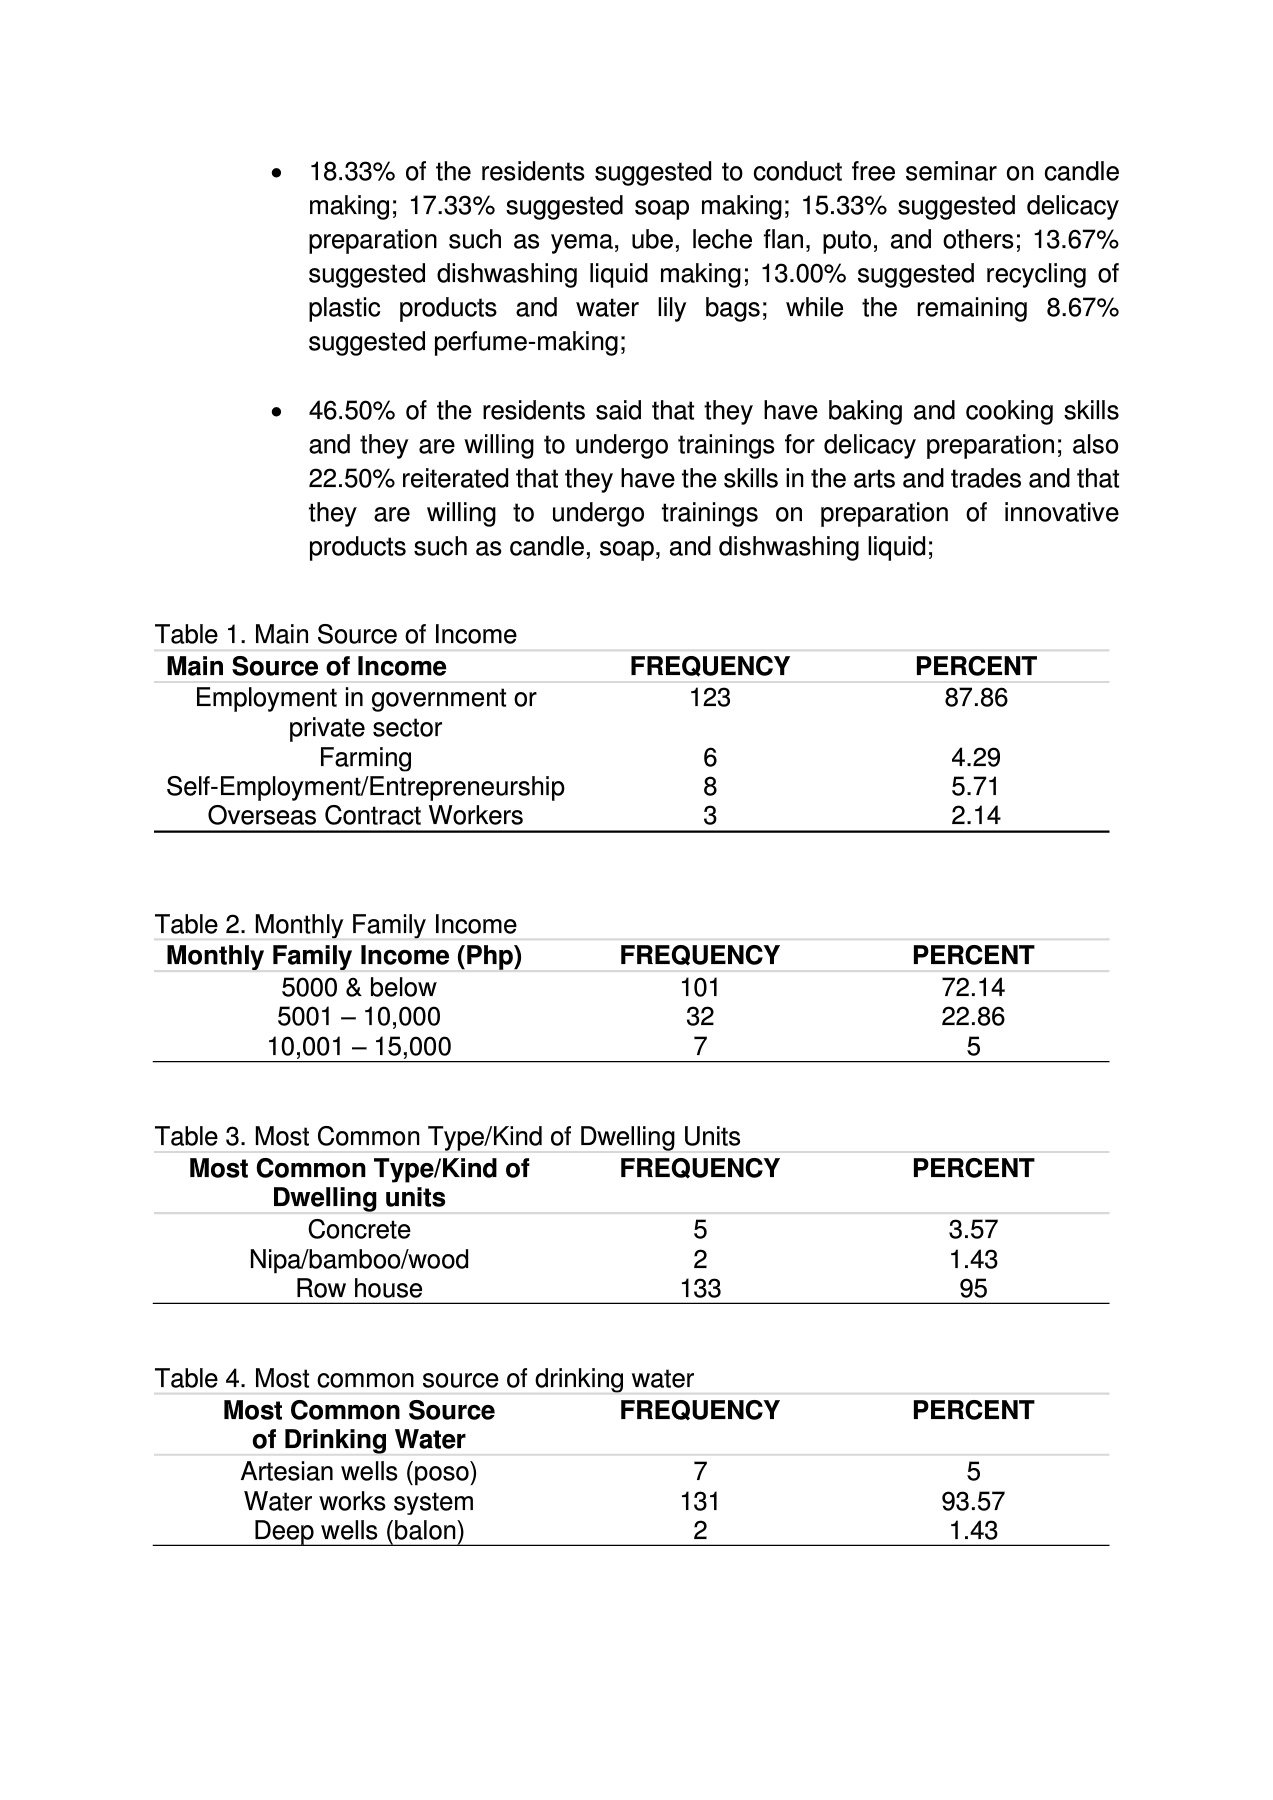 • 18.33% of the residents suggested to conduct free seminar on candle
making; 17.33% suggested soap making; 15.33% suggested delicacy
preparation such as yema, ube, leche flan, puto, and others; 13.67%
suggested dishwashing liquid making; 13.00% suggested recycling of
plastic products and water lily bags; while the remaining 8.67%
suggested perfume-making;
• 46.50% of the residents said that they have baking and cooking skills
and they are willing to undergo trainings for delicacy preparation; also
22.50% reiterated that they have the skills in the arts and trades and that
they are willing to undergo trainings on preparation of innovative
products such as candle, soap, and dishwashing liquid;
Table 1. Main Source of Income
Main Source of Income FREQUENCY PERCENT
Employment in government or 123 87.86
private sector
Farming 6 4.29
Self-Employment/Entrepreneurship 8 5.71
Overseas Contract Workers 3 2.14
Table 2. Monthly Family Income
Monthly Family Income (Php) FREQUENCY PERCENT
5000 & below 101 72.14
5001 – 10,000 32 22.86
10,001 – 15,000 7 5
Table 3. Most Common Type/Kind of Dwelling Units
Most Common Type/Kind of FREQUENCY PERCENT
Dwelling units
Concrete 5 3.57
Nipa/bamboo/wood 2 1.43
Row house 133 95
Table 4. Most common source of drinking water
Most Common Source FREQUENCY PERCENT
of Drinking Water
Artesian wells (poso) 7 5
Water works system 131 93.57
Deep wells (balon) 2 1.43